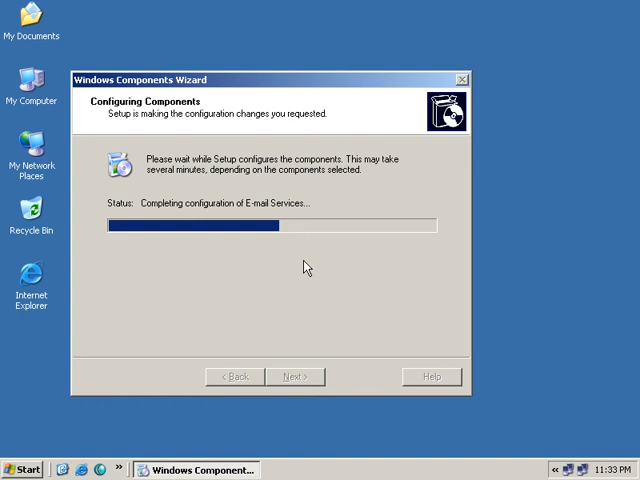 My Documents
My Computer
My Network
Places
Recycle Bin
Internet
Explorer
Windows Components Wizard
Configuring Components
Setup is making the configuration changes you requested.
Please wait while Setup configures the components. This may take
several minutes, depending on the components selected.
Status: Completing configuration of E-mail Services...
< Back
Next >
Help
Start
»
Windows Component...
«
11:33 PM